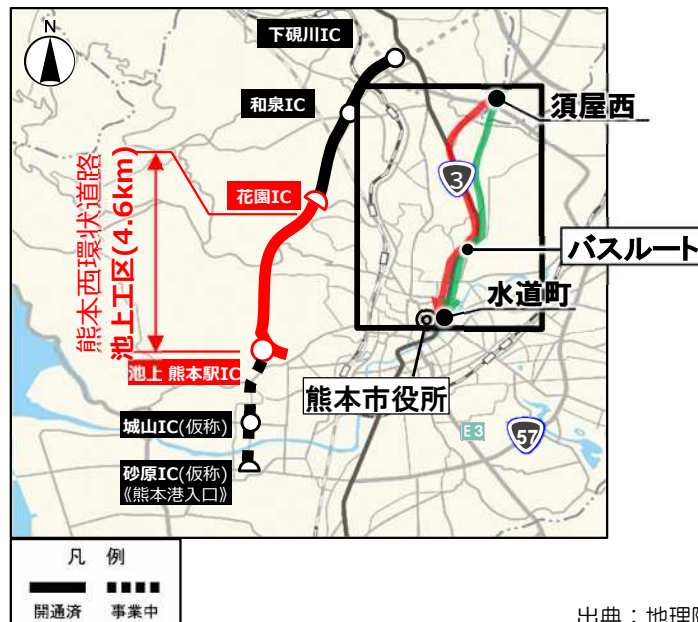 N
下硯川IC
和泉IC
須屋西
熊本西環状道路
池上工区(4.6km)
花園IC
3
バスルート
水道町
池上 熊本駅IC
熊本市役所
城山IC(仮称)
E3
57
砂原IC(仮称)
《熊本港入口》
凡 例
開通済 事業中
出典：地理